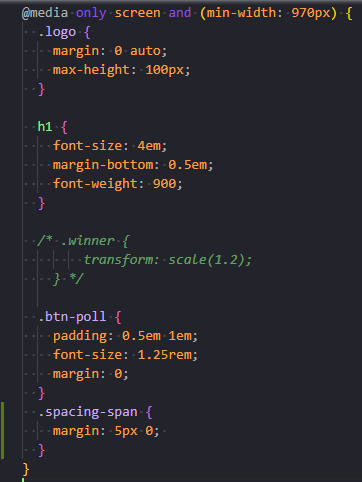 @media only screen and (min-width: 970px) {
  .logo {
    margin: 0 auto;
    max-height: 100px;
  }

  h1 {
    font-size: 4em;
    margin-bottom: 0.5em;
    font-weight: 900;
  }

  /* .winner {
        transform: scale(1.2);
    } */

  .btn-poll {
    padding: 0.5em 1em;
    font-size: 1.25rem;
    margin: 0;
  }
  .spacing-span {
    margin: 5px 0;
  }
}